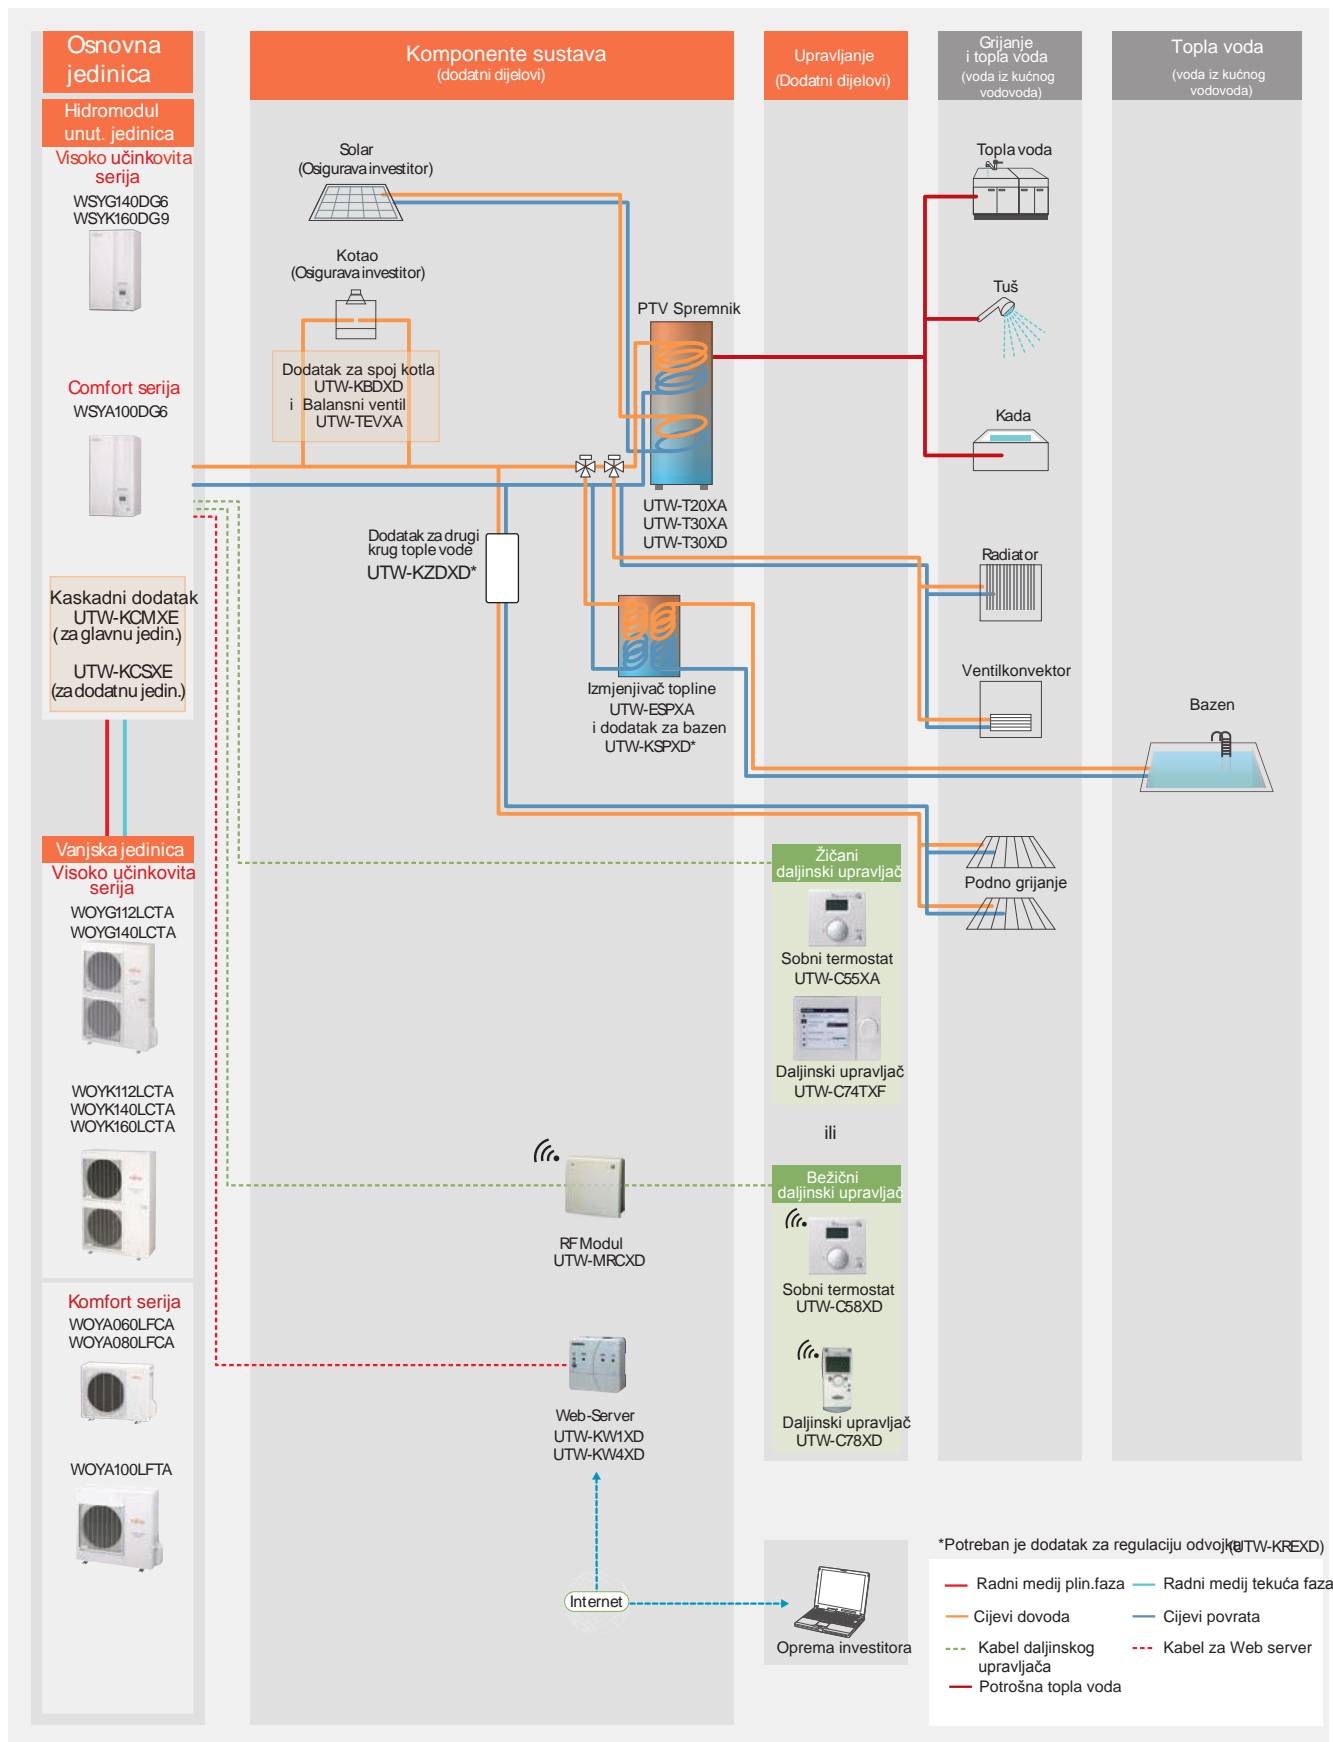 Osnovna
jedinica
Hidromodul
unut. jedinica
Visoko učinkovita
serija
WSYG140DG6
WSYK160DG9
Comfort serija
WSYA100DG6
Kaskadni dodatak
UTW-KCMXE
(za glavnu jedin.)
UTW-KCSXE
(za dodatnu jedin.)
Vanjska jedinica
Visoko učinkovita
serija
WOYG112LCTA
WOYG140LCTA
WOYK112LCTA
WOYK140LCTA
WOYK160LCTA
Komfort serija
WOYA060LFCA
WOYA080LFCA
WOYA100LFTA
Komponente sustava
(dodatni dijelovi)
Solar
(Osigurava investitor)
Kotao
(Osigurava investitor)
Dodatak za spoj kotla
UTW-KBDXD
i Balansni ventil
UTW-TEVXA
PTV Spremnik
UTW-T20XA
UTW-T30XA
UTW-T30XD
Dodatak za drugi
krug tople vode
UTW-KZDXD*
Izmjenjivač topline
UTW-ESPXA
i dodatak za bazen
UTW-KSPXD*
RF Modul
UTW-MRCXD
Web-Server
UTW-KW1XD
UTW-KW4XD
Internet
Upravljanje
(Dodatni dijelovi)
Žičani
daljinski upravljač
Sobni termostat
UTW-C55XA
Daljinski upravljač
UTW-C74TXF
ili
Bežični
daljinski upravljač
Sobni termostat
UTW-C58XD
Daljinski upravljač
UTW-C78XD
Oprema investitora
Grijanje
i topla voda
(voda iz kućnog
vodovoda)
Topla voda
Tuš
Kada
Radiator
Ventilkonvektor
Podno grijanje
Topla voda
(voda iz kućnog
vodovoda)
Bazen
*Potreban je dodatak za regulaciju odvojka (UTW-KREXD)
Radni medij plin.faza
Radni medij tekuća faza
Cijevi dovoda
Cijevi povrata
Kabel daljinskog
upravljača
Kabel za Web server
Potrošna topla voda